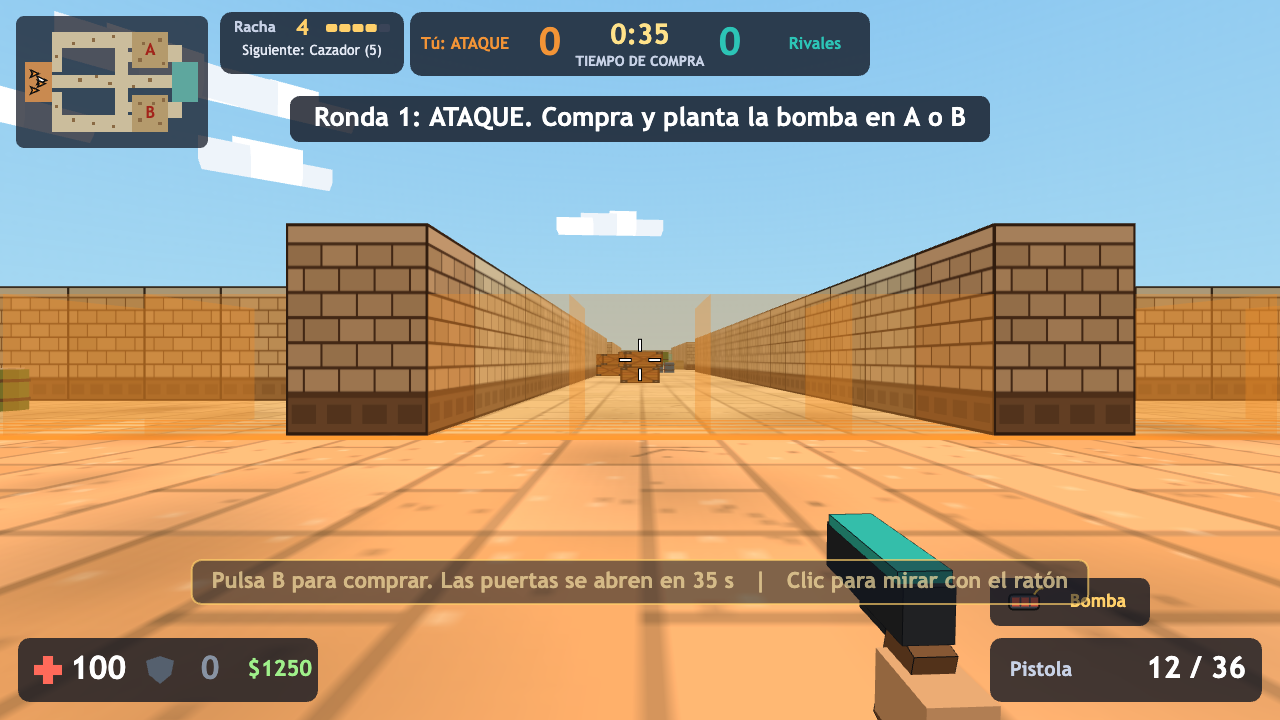 A
B
Racha 4
Siguiente: Cazador (5)
Tú: ATAQUE 0 0:35 0 Rivales
TIEMPO DE COMPRA
Ronda 1: ATAQUE. Compra y planta la bomba en A o B
Pulsa B para comprar. Las puertas se abren en 35 s | Clic para mirar con el ratón
Bomba
100 0 $1250
Pistola 12 / 36